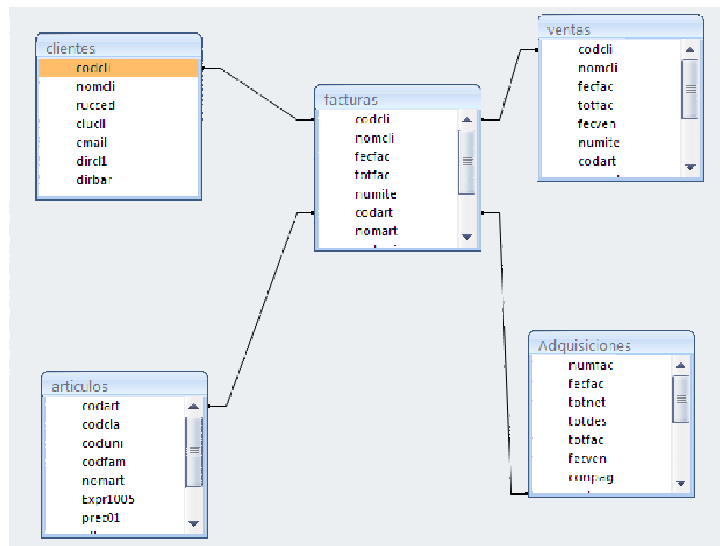 clientes
codcli
nomcli
rucced
email
dircl1
dirbar
facturas
codcli
nomcli
fecfac
totfac
numite
codart
nomart
ventas
codcli
nomcli
fecfac
totfac
fecven
numite
codart
articulos
codart
codcla
coduni
codfam
nomart
Expr1005
prec01
Adquisiciones
numfac
fecfac
totnet
totdes
totfac
fecven
conpag